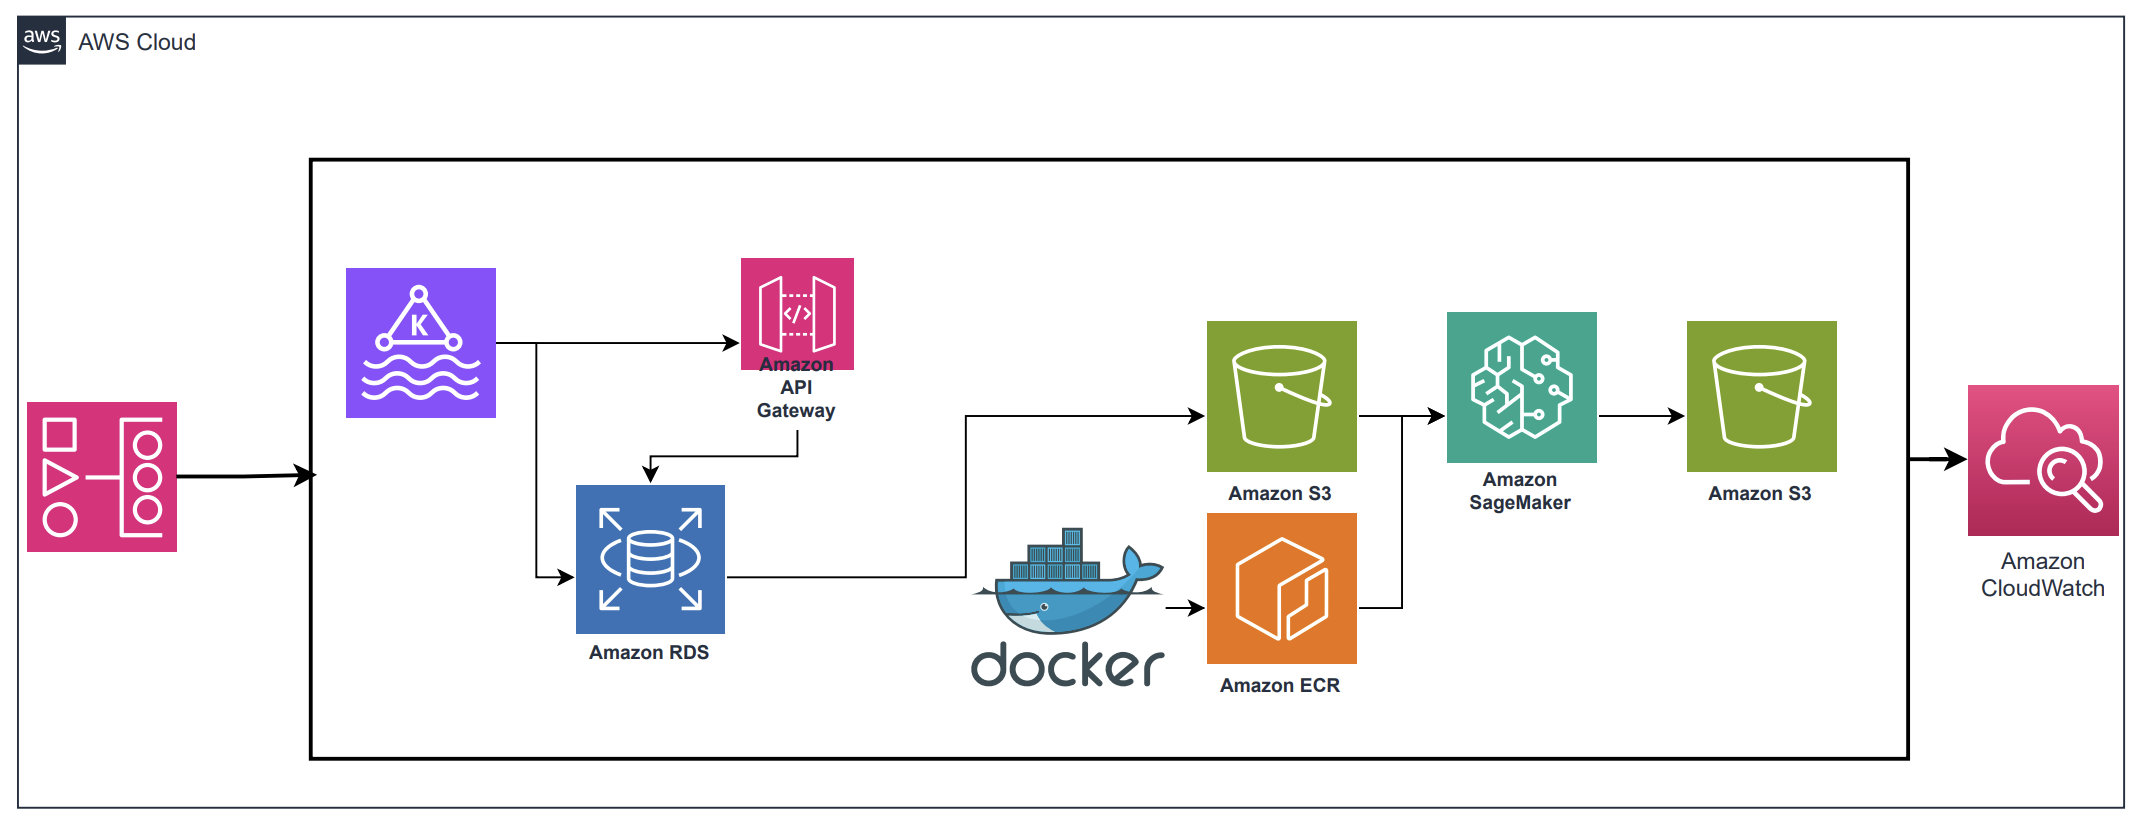 aws
AWS Cloud
K
</>
Amazon
API
Gateway
Amazon S3
Amazon
SageMaker
Amazon S3
Amazon
CloudWatch
Amazon RDS
docker
Amazon ECR